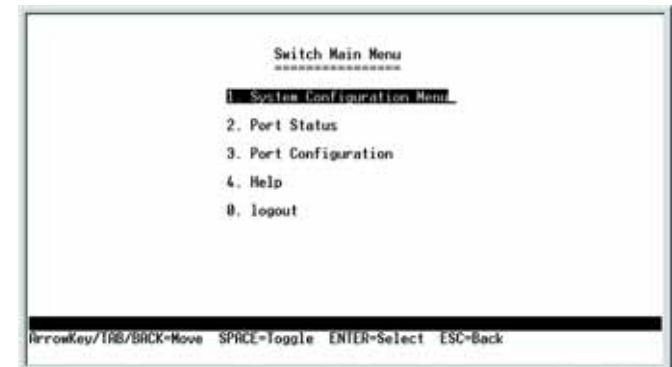 Switch Main Menu
================
1. System Configuration Menu
2. Port Status
3. Port Configuration
4. Help
0. logout
ArrowKey/TAB/BACK=Move SPACE=Toggle ENTER=Select ESC=Back